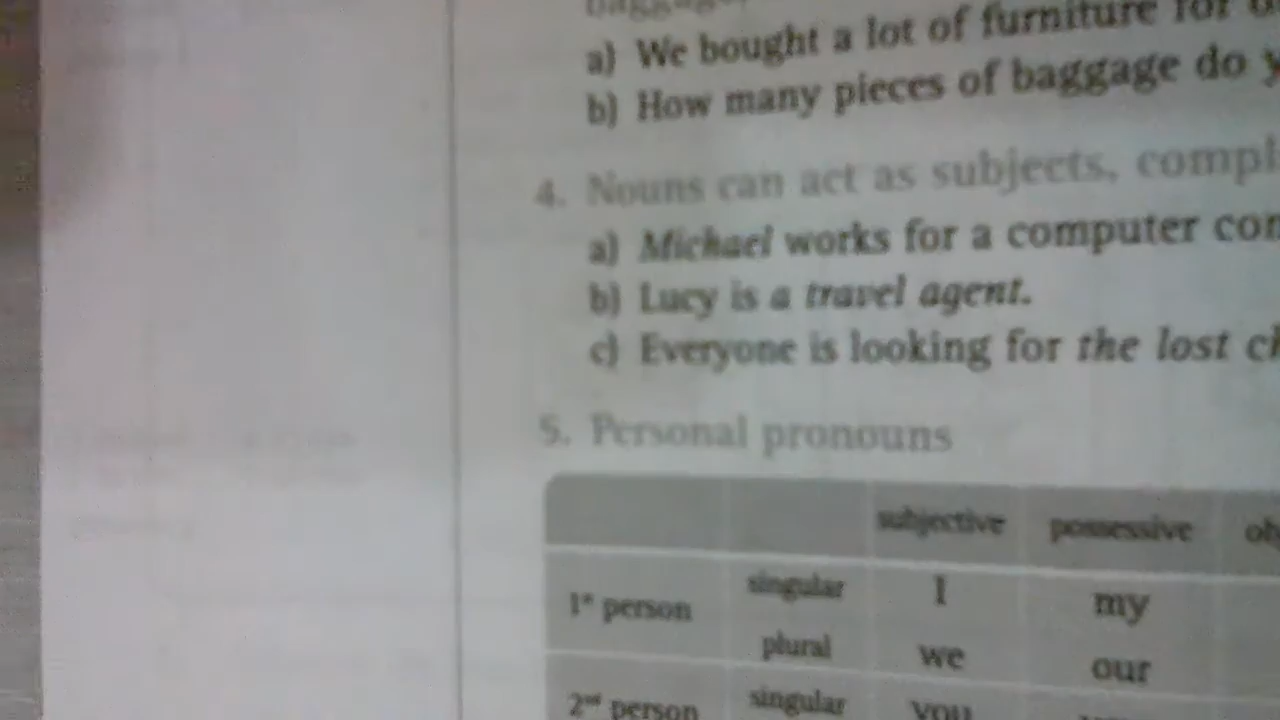 a) We bought a lot of furniture for
b) How many pieces of baggage do
4. Nouns can act as subjects,
a) Michael works for a computer
b) Lucy is a travel agent.
c) Everyone is looking for the lost
5. Personal pronouns
subjective possessive
1st person singular I my
plural we our
2nd person singular you